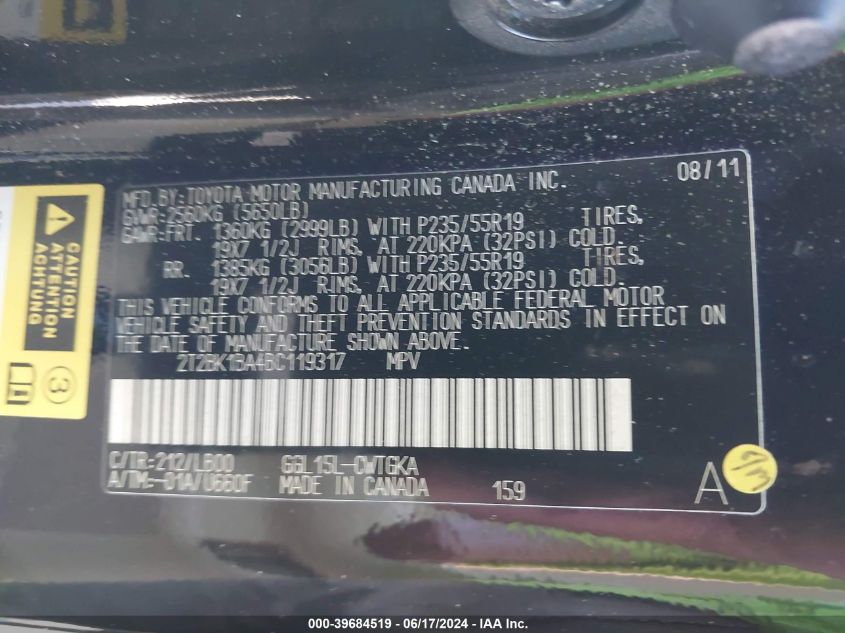 MFD.BY:TOYOTA MOTOR MANUFACTURING CANADA INC. 08/11
GVWR:2560KG (5650LB)
GAWR:FRT. 1360KG (2999LB) WITH P235/55R19 TIRES,
19X7 1/2J RIMS, AT 220KPA (32PSI) COLD.
RR. 1385KG (3056LB) WITH P235/55R19 TIRES,
19X7 1/2J RIMS, AT 220KPA (32PSI) COLD.
THIS VEHICLE CONFORMS TO ALL APPLICABLE FEDERAL MOTOR
VEHICLE SAFETY AND THEFT PREVENTION STANDARDS IN EFFECT ON
THE DATE OF MANUFACTURE SHOWN ABOVE.
2T2BK1BA4BC119317 MPV
C/TR:212/LB00 GGL15L-CWTGKA
A/TM:-01A/U660F MADE IN CANADA 159 A
CAUTION
ATTENTION
ACHTUNG
3
000-39684519 - 06/17/2024 - IAA Inc.